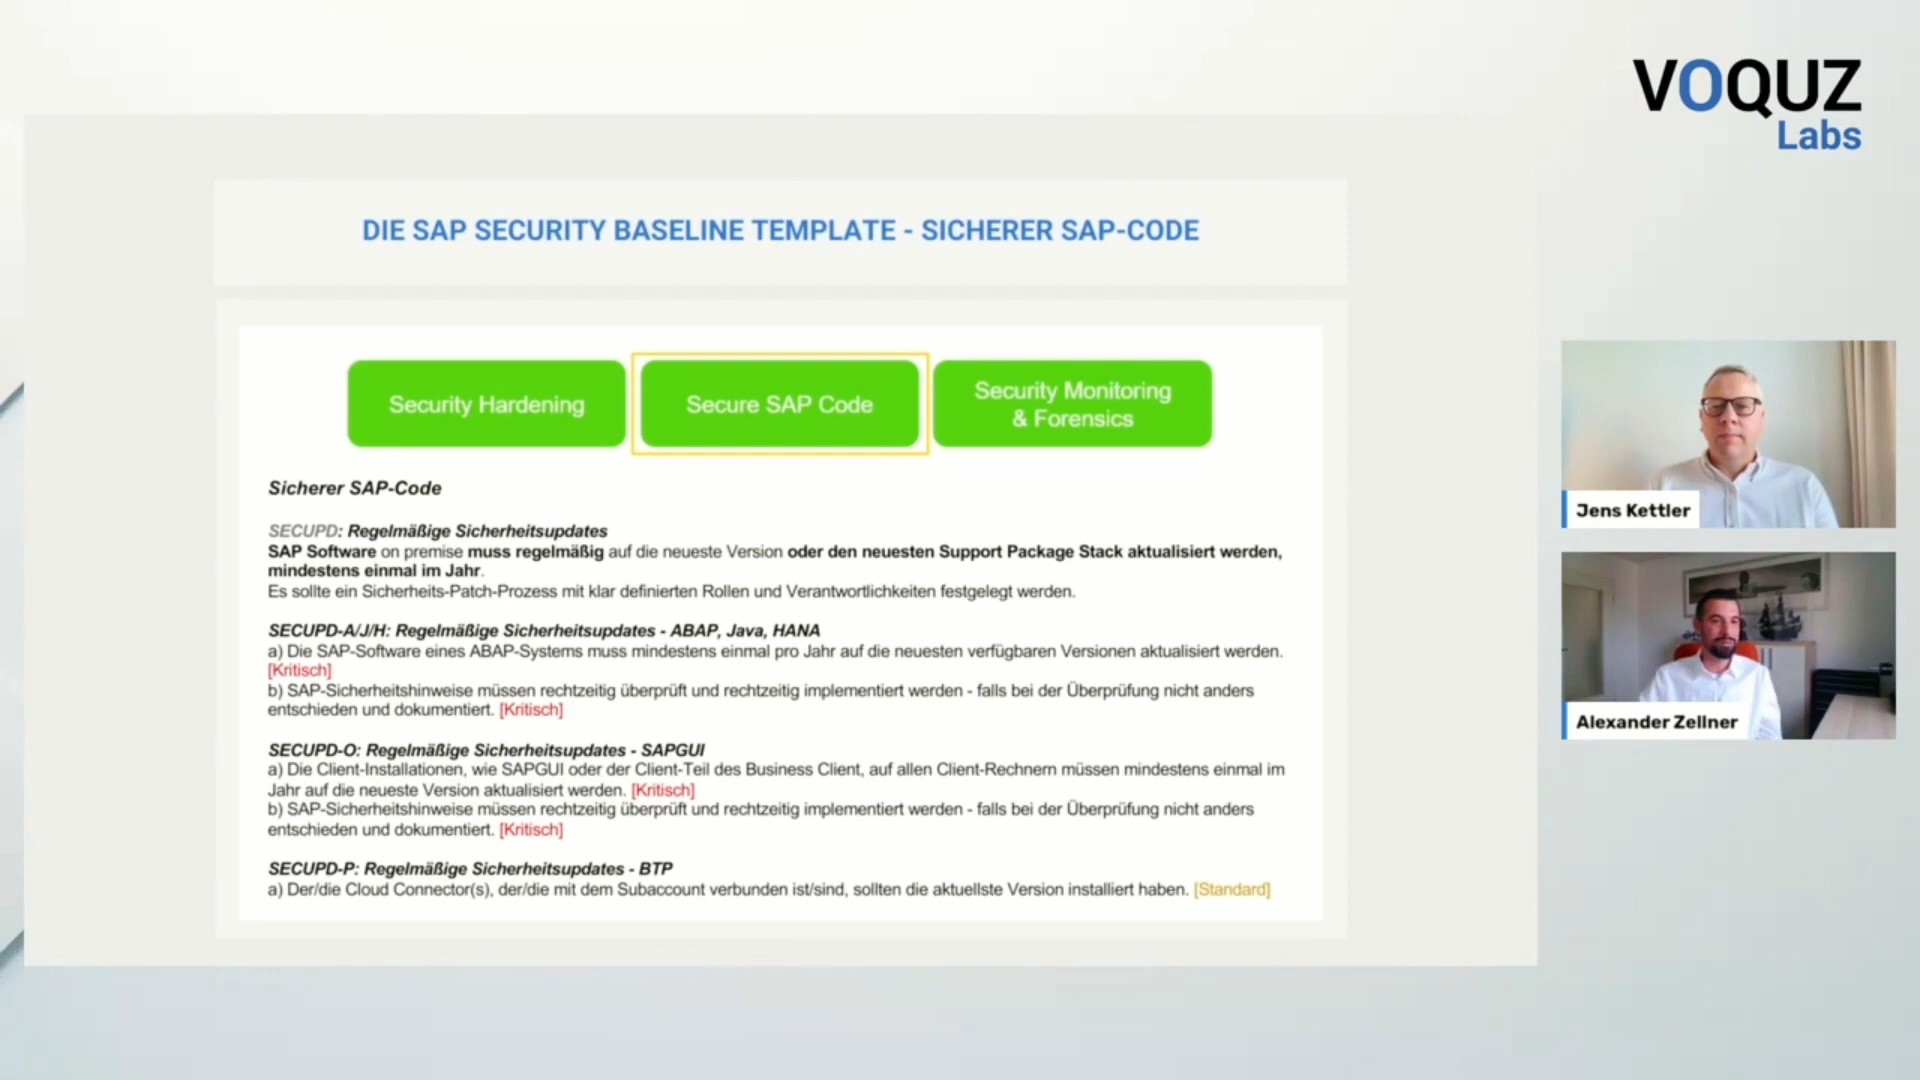 VOQUZ
Labs
DIE SAP SECURITY BASELINE TEMPLATE - SICHERER SAP-CODE
Security Hardening
Secure SAP Code
Security Monitoring
& Forensics
Sicherer SAP-Code
SECUPD: Regelmäßige Sicherheitsupdates
SAP Software on premise muss regelmäßig auf die neueste Version oder den neuesten Support Package Stack aktualisiert werden,
mindestens einmal im Jahr.
Es sollte ein Sicherheits-Patch-Prozess mit klar definierten Rollen und Verantwortlichkeiten festgelegt werden.
SECUPD-A/J/H: Regelmäßige Sicherheitsupdates - ABAP, Java, HANA
a) Die SAP-Software eines ABAP-Systems muss mindestens einmal pro Jahr auf die neuesten verfügbaren Versionen aktualisiert werden.
[Kritisch]
b) SAP-Sicherheitshinweise müssen rechtzeitig überprüft und rechtzeitig implementiert werden - falls bei der Überprüfung nicht anders
entschieden und dokumentiert. [Kritisch]
SECUPD-O: Regelmäßige Sicherheitsupdates - SAPGUI
a) Die Client-Installationen, wie SAPGUI oder der Client-Teil des Business Client, auf allen Client-Rechnern müssen mindestens einmal im
Jahr auf die neueste Version aktualisiert werden. [Kritisch]
b) SAP-Sicherheitshinweise müssen rechtzeitig überprüft und rechtzeitig implementiert werden - falls bei der Überprüfung nicht anders
entschieden und dokumentiert. [Kritisch]
SECUPD-P: Regelmäßige Sicherheitsupdates - BTP
a) Der/die Cloud Connector(s), der/die mit dem Subaccount verbunden ist/sind, sollten die aktuellste Version installiert haben. [Standard]
Jens Kettler
Alexander Zellner